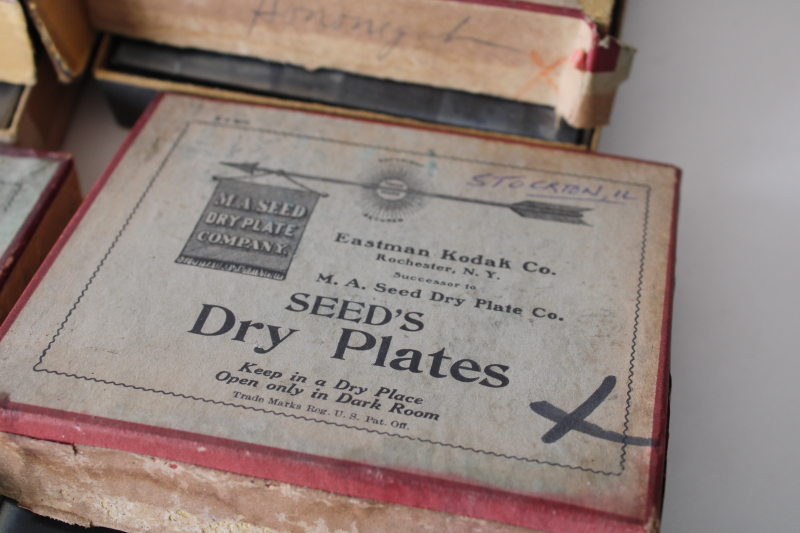 STOCKTON, IL
M.A. SEED
DRY PLATE
COMPANY.
Eastman Kodak Co.
Rochester, N. Y.
Successor to
M. A. Seed Dry Plate Co.
SEED'S
Dry Plates
Keep in a Dry Place
Open only in Dark Room
Trade Marks Reg. U. S. Pat. Off.